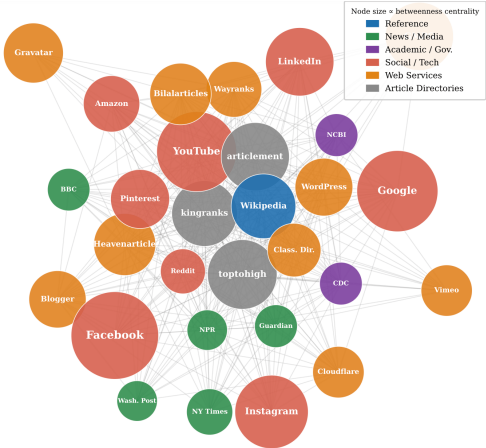 Node size ∝ betweenness centrality
Reference
News / Media
Academic / Gov.
Social / Tech
Web Services
Article Directories
Gravatar
LinkedIn
Amazon
Bilalarticles
Wayranks
NCBI
YouTube
articlement
BBC
Pinterest
WordPress
Google
kingranks
Wikipedia
Heavenarticle
Class. Dir.
Reddit
toptohigh
CDC
Vimeo
Blogger
Facebook
NPR
Guardian
Cloudflare
Wash. Post
NY Times
Instagram